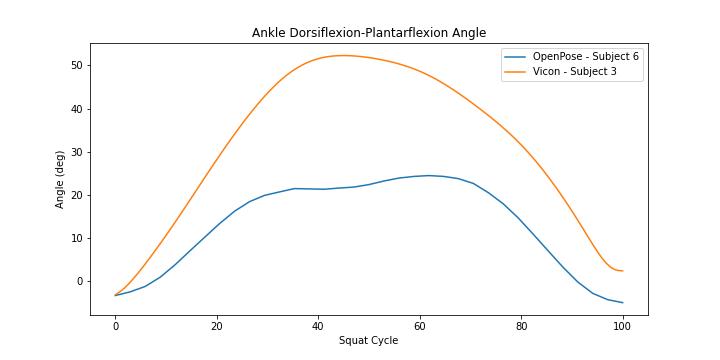 Ankle Dorsiflexion-Plantarflexion Angle
OpenPose - Subject 6
Vicon - Subject 3
Angle (deg)
50
40
30
20
10
0
0 20 40 60 80 100
Squat Cycle